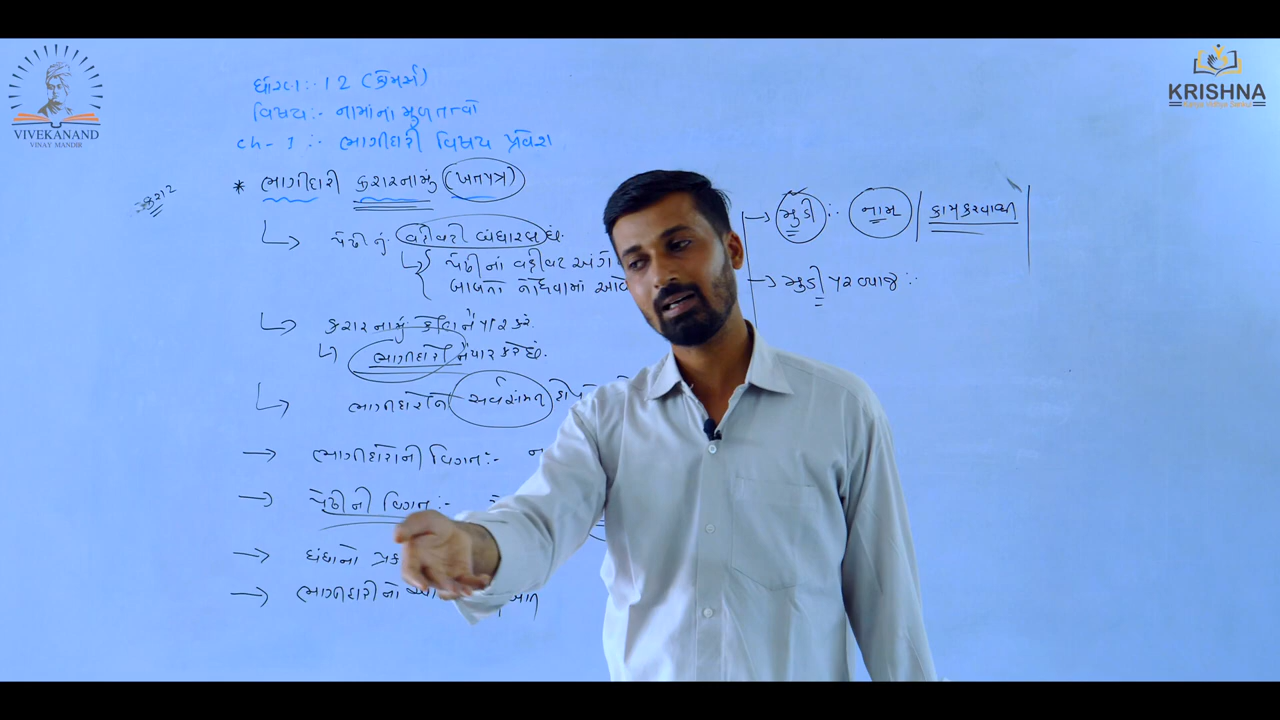 VIVEKANAND
VINAY MANDIR
KRISHNA
ધોરણ :- 12 (કોમર્સ)
વિષય :- નામાંના મુળતત્વો
ch - 1 :- ભાગીદારી વિષય પ્રવેશ
* ભાગીદારી કરારનામું (ખતપત્ર)
કરાર
પેઢીનું વહીવટી બંધારણ છે.
પેઢીનાં વહીવટ અંગે
બાબતો નોંધવામાં આવે
કરારનામું કોણ તૈયાર કરે.
ભાગીદારો તૈયાર કરે છે.
ભાગીદારોને સર્વસંમત
ભાગીદારોની વિગત :-
પેઢીની વિગત :-
ધંધાનો
ભાગીદારીનો
મુડી :- નામ / કામકરવાથી
મુડી પર વ્યાજ :-